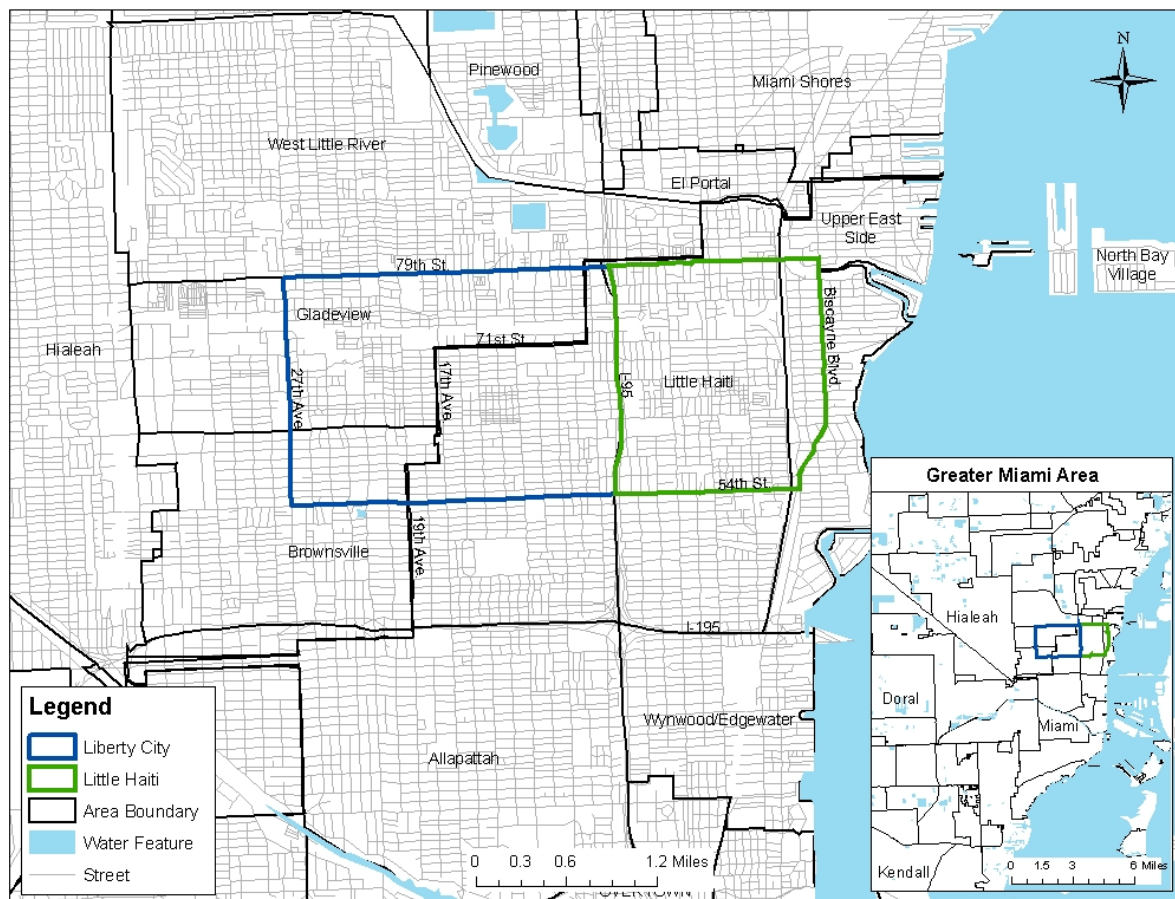 N
Pinewood
Miami Shores
West Little River
El Portal
Upper East
Side
North Bay
Village
79th St.
Gladeview
Biscayne Blvd.
71st St.
Hialeah
27th Ave.
17th Ave.
I-95
Little Haiti
54th St.
19th Ave.
Brownsville
I-195
Wynwood/Edgewater
Allapattah
OVERTOWN
0 0.3 0.6 1.2 Miles
Legend
Liberty City
Little Haiti
Area Boundary
Water Feature
Street
Greater Miami Area
Hialeah
Doral
Miami
Kendall
0 1.5 3 6 Miles